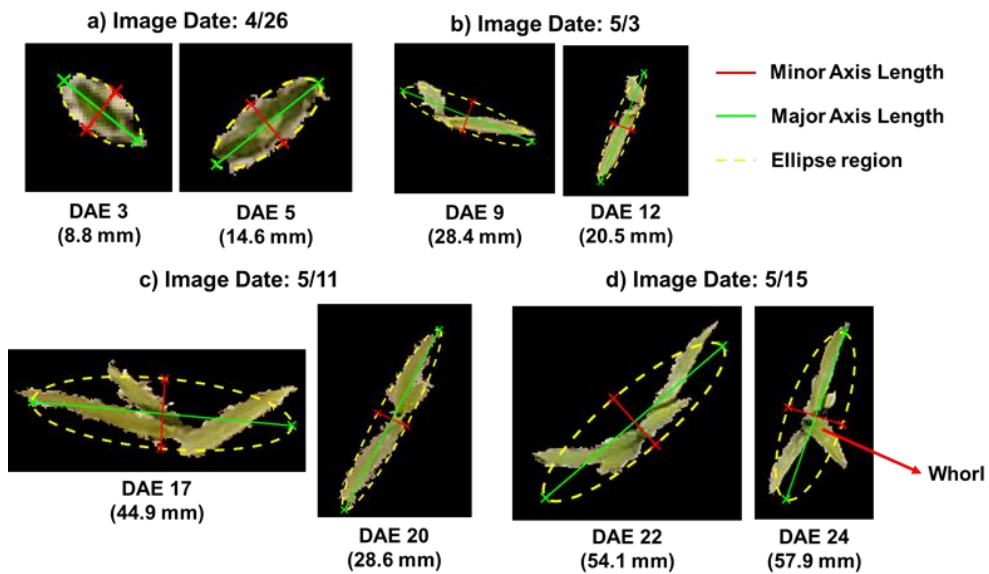 a) Image Date: 4/26
b) Image Date: 5/3
Minor Axis Length
Major Axis Length
Ellipse region
DAE 3
(8.8 mm)
DAE 5
(14.6 mm)
DAE 9
(28.4 mm)
DAE 12
(20.5 mm)
c) Image Date: 5/11
d) Image Date: 5/15
Whorl
DAE 17
(44.9 mm)
DAE 20
(28.6 mm)
DAE 22
(54.1 mm)
DAE 24
(57.9 mm)